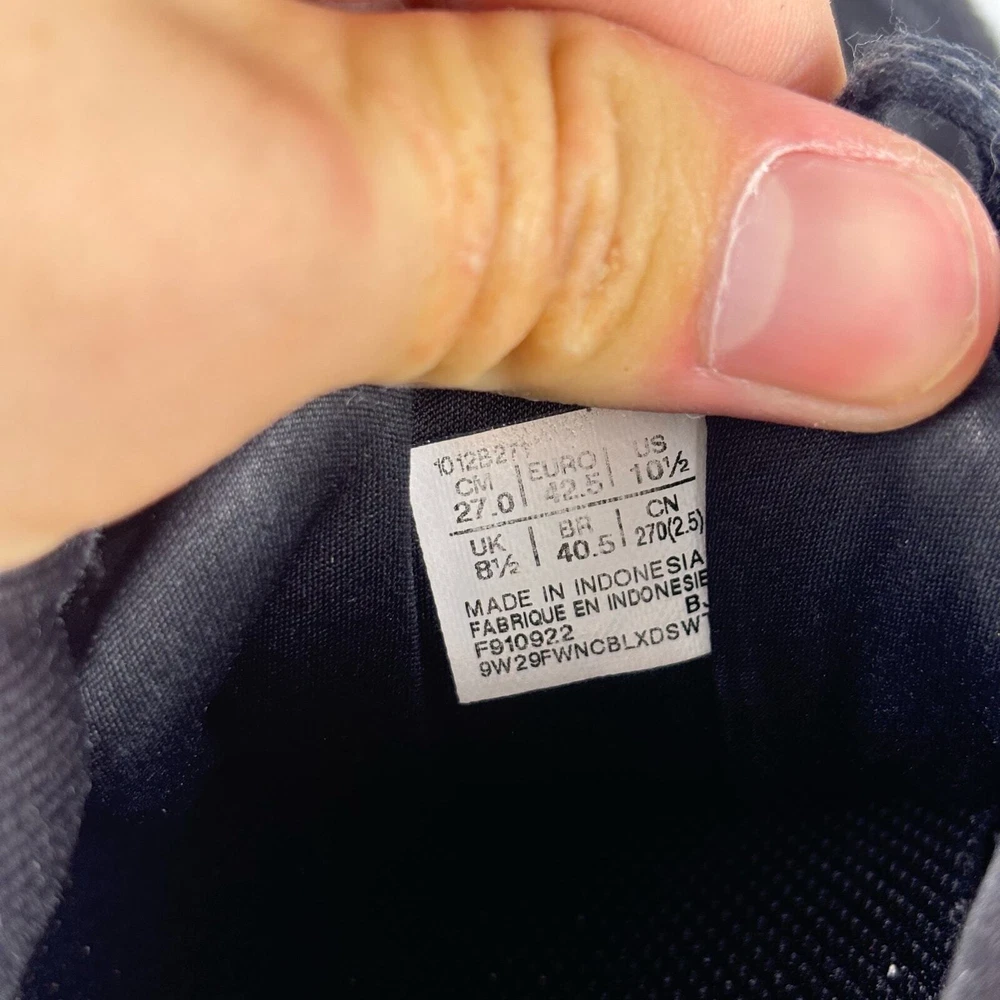 1012B271
CM | EURO | US
27.0 | 42.5 | 10½
UK | BR | CN
8½ | 40.5 | 270(2.5)
MADE IN INDONESIA
FABRIQUE EN INDONESIE
F910922
9W29FWNCBLXDSW